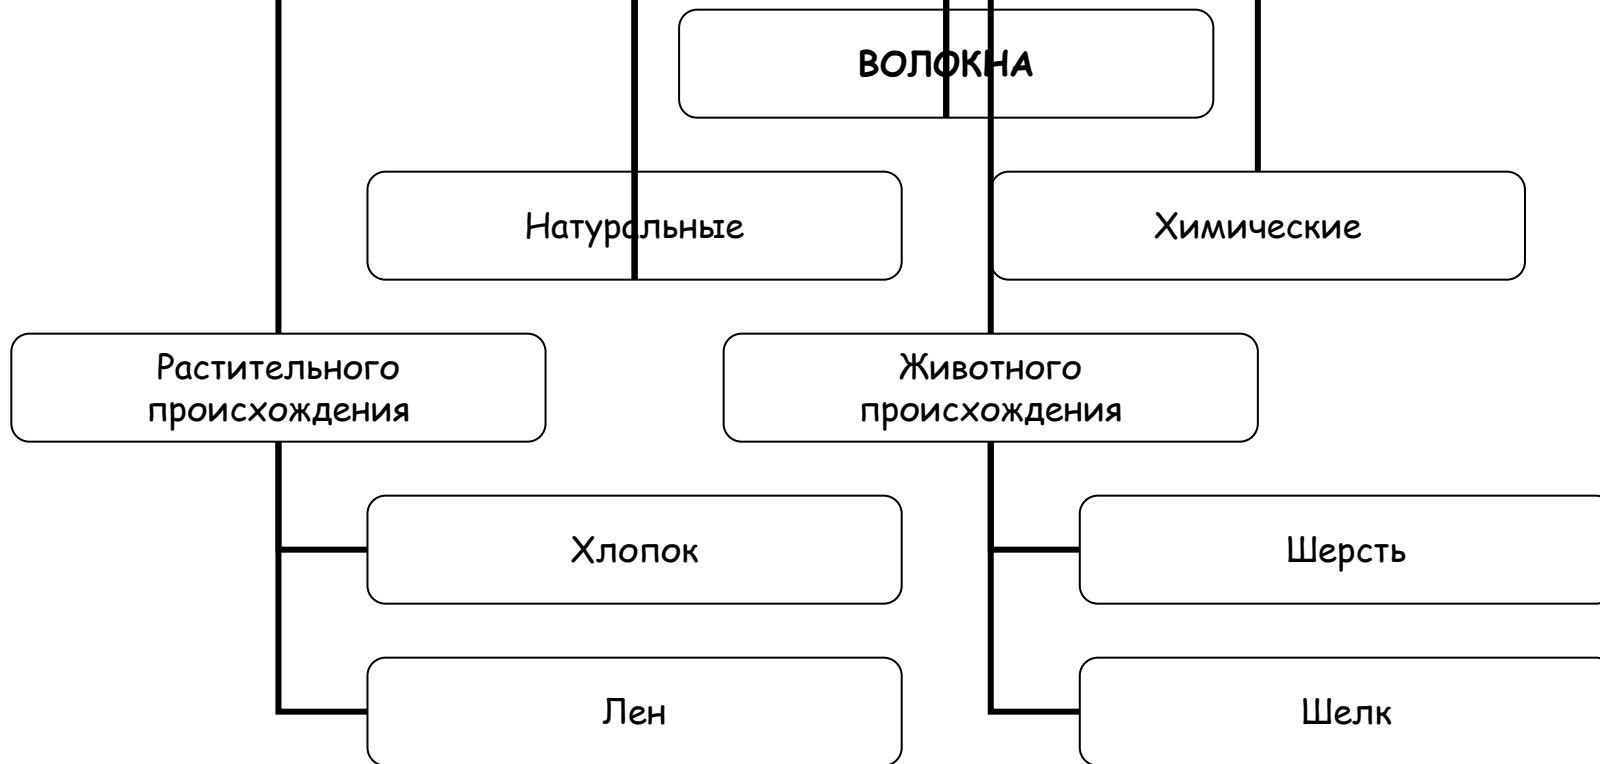 ВОЛОКНА
Натуральные
Химические
Растительного
происхождения
Животного
происхождения
Хлопок
Шерсть
Лен
Шелк